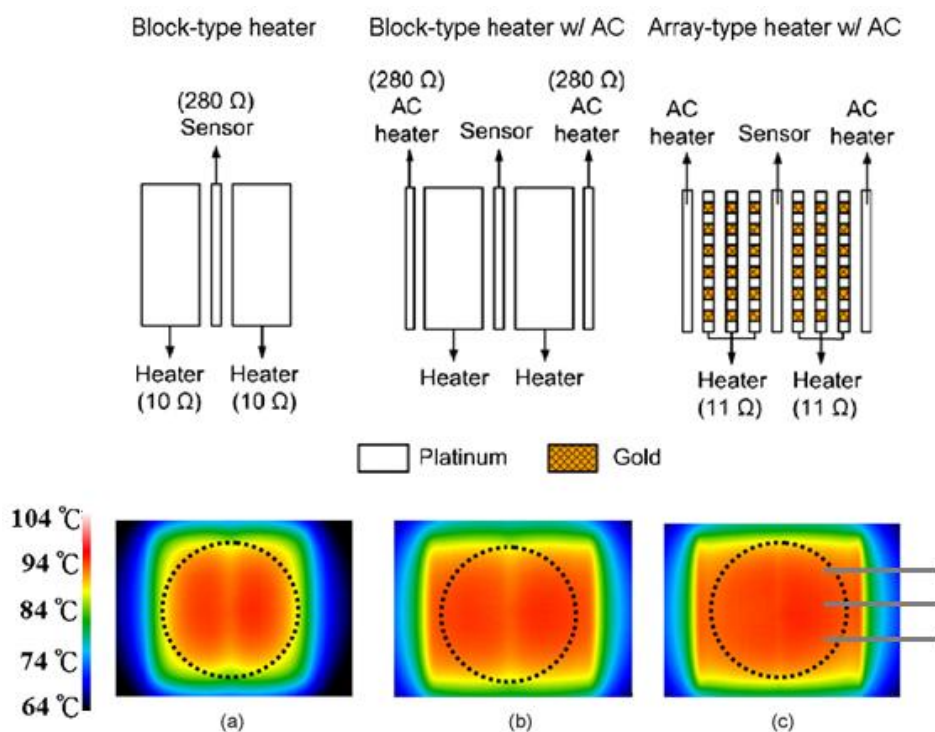 Block-type heater
(280 Ω)
Sensor
Heater
(10 Ω)
Heater
(10 Ω)
Block-type heater w/ AC
(280 Ω)
AC
heater
Sensor
(280 Ω)
AC
heater
Heater
Heater
Array-type heater w/ AC
AC
heater
Sensor
AC
heater
Heater
(11 Ω)
Heater
(11 Ω)
Platinum
Gold
104 ℃
94 ℃
84 ℃
74 ℃
64 ℃
(a)
(b)
(c)